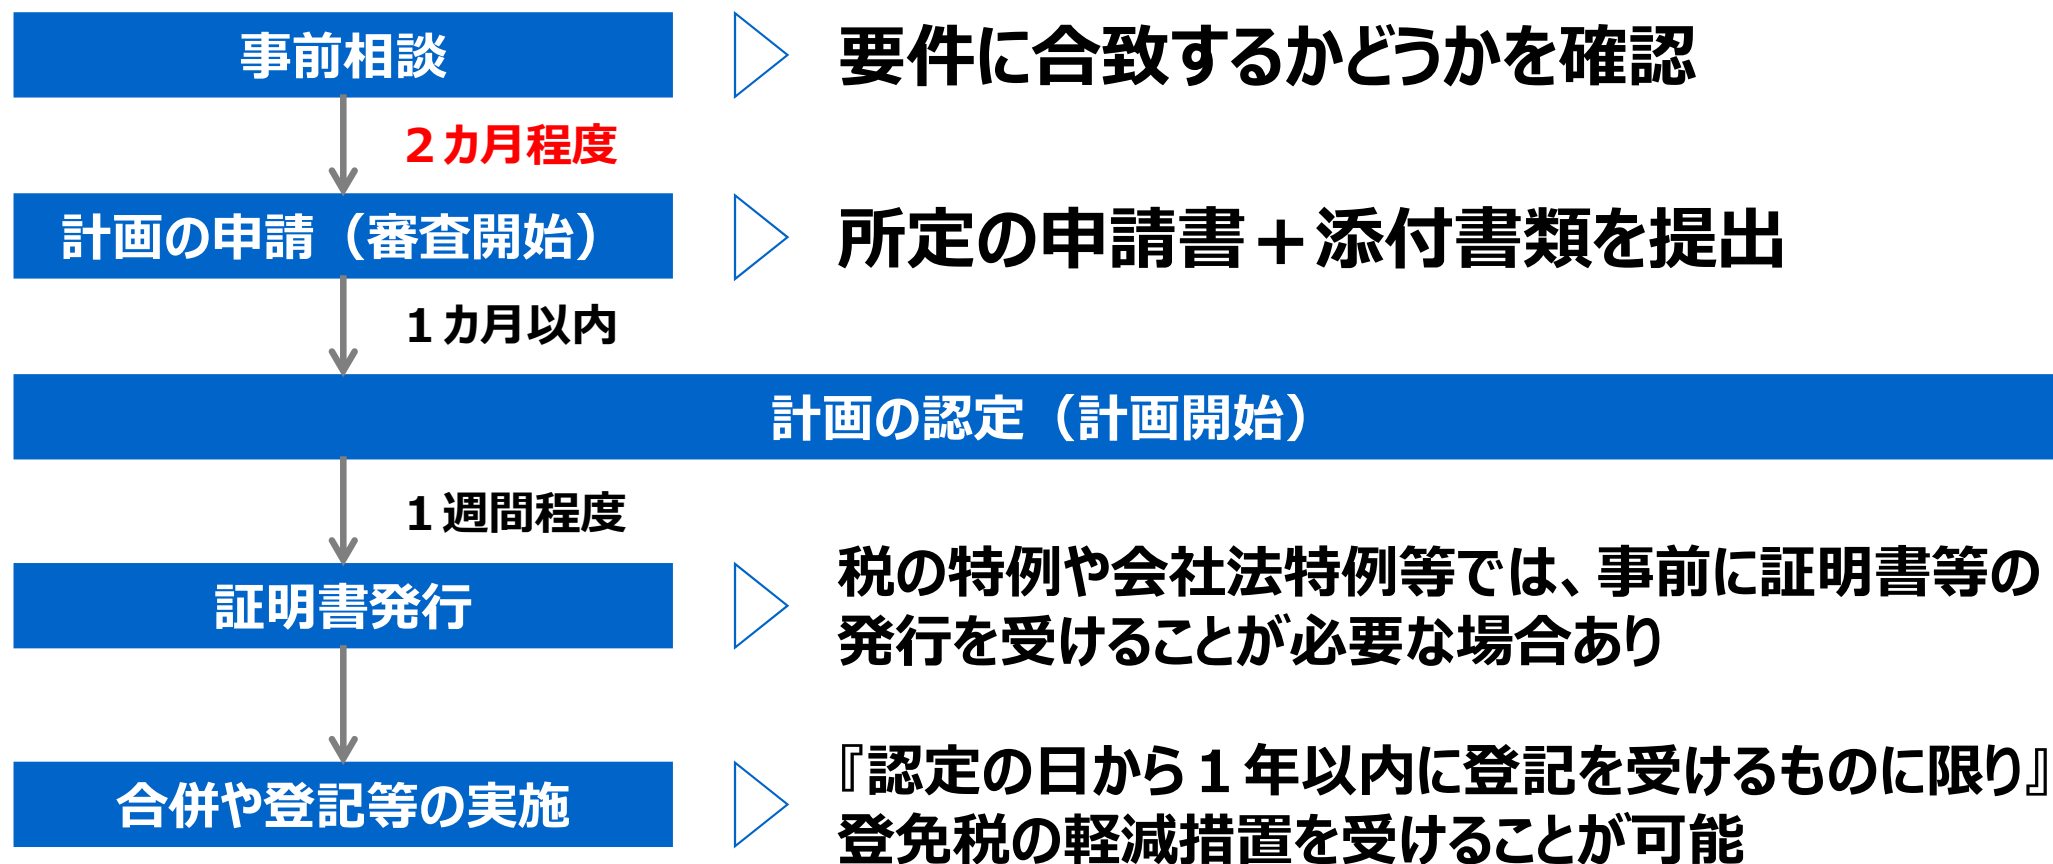 事前相談
要件に合致するかどうかを確認
２カ月程度
計画の申請（審査開始）
所定の申請書＋添付書類を提出
１カ月以内
計画の認定（計画開始）
１週間程度
証明書発行
税の特例や会社法特例等では、事前に証明書等の
発行を受けることが必要な場合あり
合併や登記等の実施
『認定の日から１年以内に登記を受けるものに限り』
登免税の軽減措置を受けることが可能